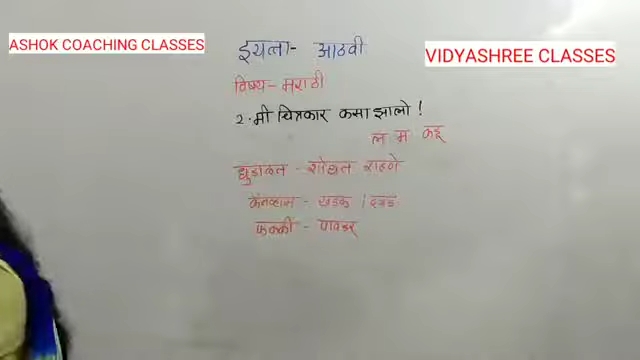 ASHOK COACHING CLASSES
VIDYASHREE CLASSES
इयत्ता - आठवी
विषय - मराठी
2. मी चित्रकार कसा झालो !
ल म कडू
धुंडाळत - शोधत राहणे
कॅनव्हास - खडक / दगड
फक्की - पावडर